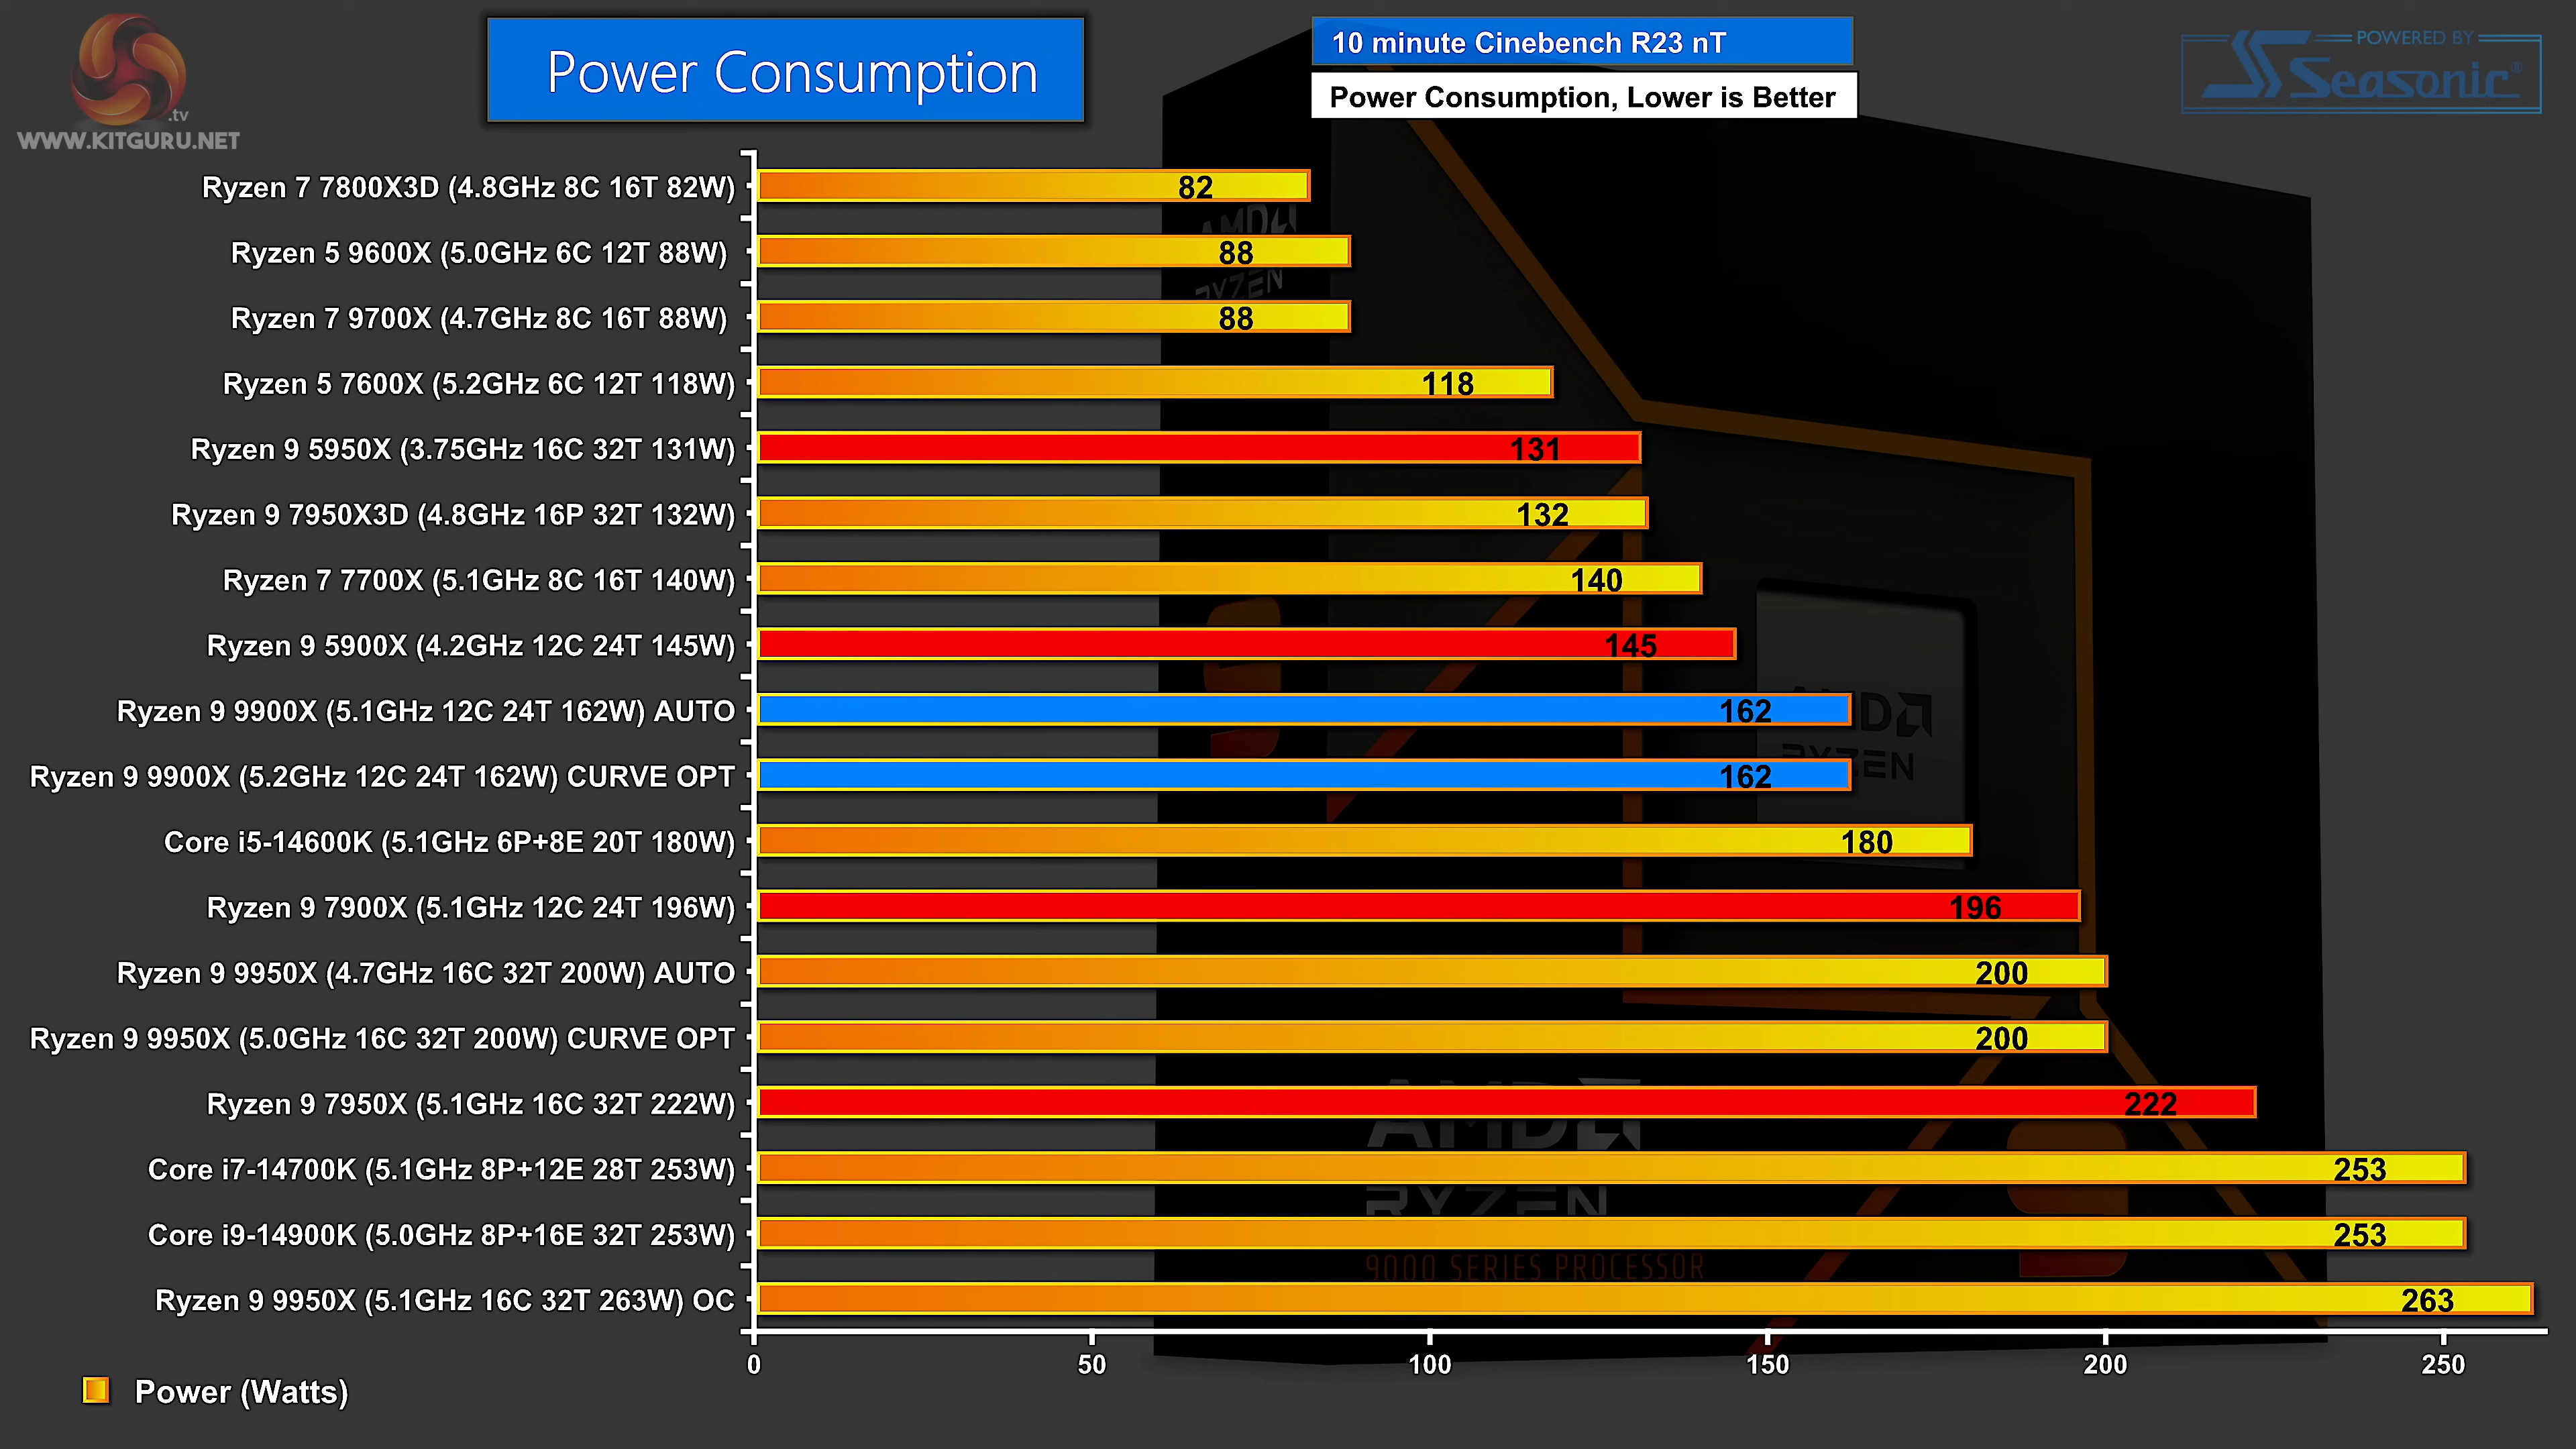 .tv
WWW.KITGURU.NET
Power Consumption
10 minute Cinebench R23 nT
Power Consumption, Lower is Better
POWERED BY
Seasonic®
Ryzen 7 7800X3D (4.8GHz 8C 16T 82W)
82
Ryzen 5 9600X (5.0GHz 6C 12T 88W)
88
Ryzen 7 9700X (4.7GHz 8C 16T 88W)
88
Ryzen 5 7600X (5.2GHz 6C 12T 118W)
118
Ryzen 9 5950X (3.75GHz 16C 32T 131W)
131
Ryzen 9 7950X3D (4.8GHz 16P 32T 132W)
132
Ryzen 7 7700X (5.1GHz 8C 16T 140W)
140
Ryzen 9 5900X (4.2GHz 12C 24T 145W)
145
Ryzen 9 9900X (5.1GHz 12C 24T 162W) AUTO
162
Ryzen 9 9900X (5.2GHz 12C 24T 162W) CURVE OPT
162
Core i5-14600K (5.1GHz 6P+8E 20T 180W)
180
Ryzen 9 7900X (5.1GHz 12C 24T 196W)
196
Ryzen 9 9950X (4.7GHz 16C 32T 200W) AUTO
200
Ryzen 9 9950X (5.0GHz 16C 32T 200W) CURVE OPT
200
Ryzen 9 7950X (5.1GHz 16C 32T 222W)
222
Core i7-14700K (5.1GHz 8P+12E 28T 253W)
253
Core i9-14900K (5.0GHz 8P+16E 32T 253W)
253
Ryzen 9 9950X (5.1GHz 16C 32T 263W) OC
263
0 50 100 150 200 250
Power (Watts)
AMD
RYZEN
AMD
RYZEN
AMD
RYZEN
9000 SERIES PROCESSOR